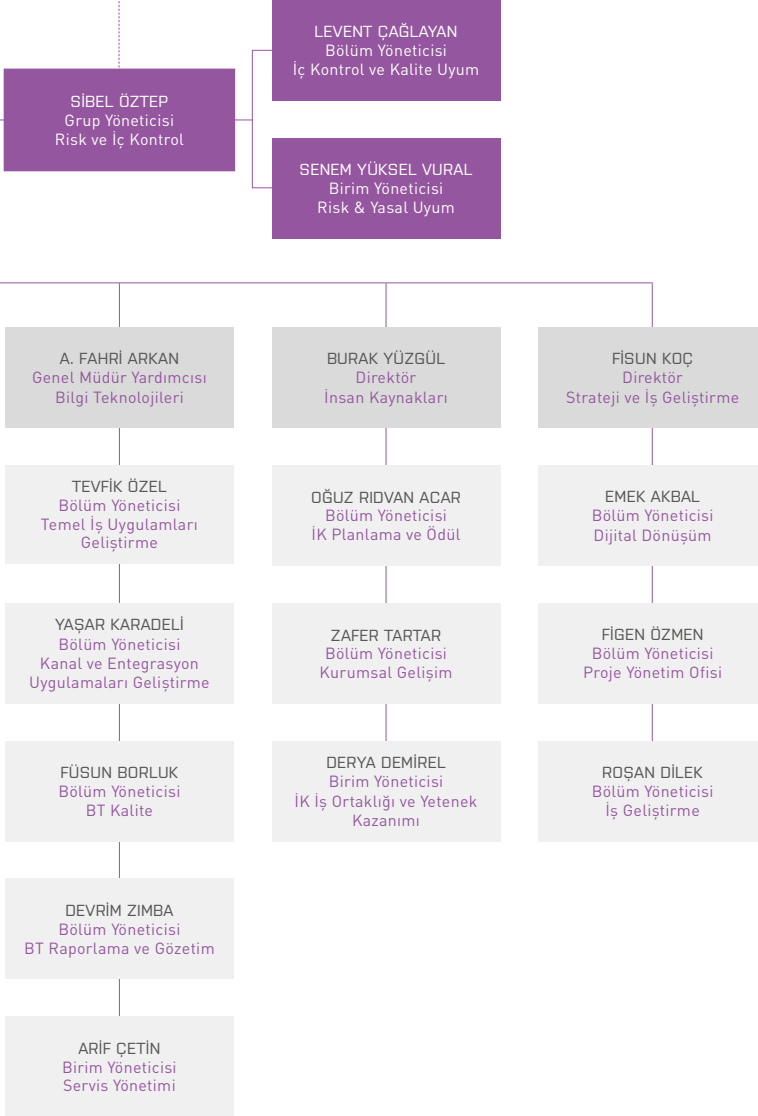 LEVENT ÇAĞLAYAN
Bölüm Yöneticisi
İç Kontrol ve Kalite Uyum
SİBEL ÖZTEP
Grup Yöneticisi
Risk ve İç Kontrol
SENEM YÜKSEL VURAL
Birim Yöneticisi
Risk & Yasal Uyum
A. FAHRİ ARKAN
Genel Müdür Yardımcısı
Bilgi Teknolojileri
TEVFİK ÖZEL
Bölüm Yöneticisi
Temel İş Uygulamları
Geliştirme
YAŞAR KARADELİ
Bölüm Yöneticisi
Kanal ve Entegrasyon
Uygulamaları Geliştirme
FÜSUN BORLUK
Bölüm Yöneticisi
BT Kalite
DEVRİM ZIMBA
Bölüm Yöneticisi
BT Raporlama ve Gözetim
ARİF ÇETİN
Birim Yöneticisi
Servis Yönetimi
BURAK YÜZGÜL
Direktör
İnsan Kaynakları
OĞUZ RIDVAN ACAR
Bölüm Yöneticisi
İK Planlama ve Ödül
ZAFER TARTAR
Bölüm Yöneticisi
Kurumsal Gelişim
DERYA DEMİREL
Birim Yöneticisi
İK İş Ortaklığı ve Yetenek
Kazanımı
FİSUN KOÇ
Direktör
Strateji ve İş Geliştirme
EMEK AKBAL
Bölüm Yöneticisi
Dijital Dönüşüm
FİGEN ÖZMEN
Bölüm Yöneticisi
Proje Yönetim Ofisi
ROŞAN DİLEK
Bölüm Yöneticisi
İş Geliştirme